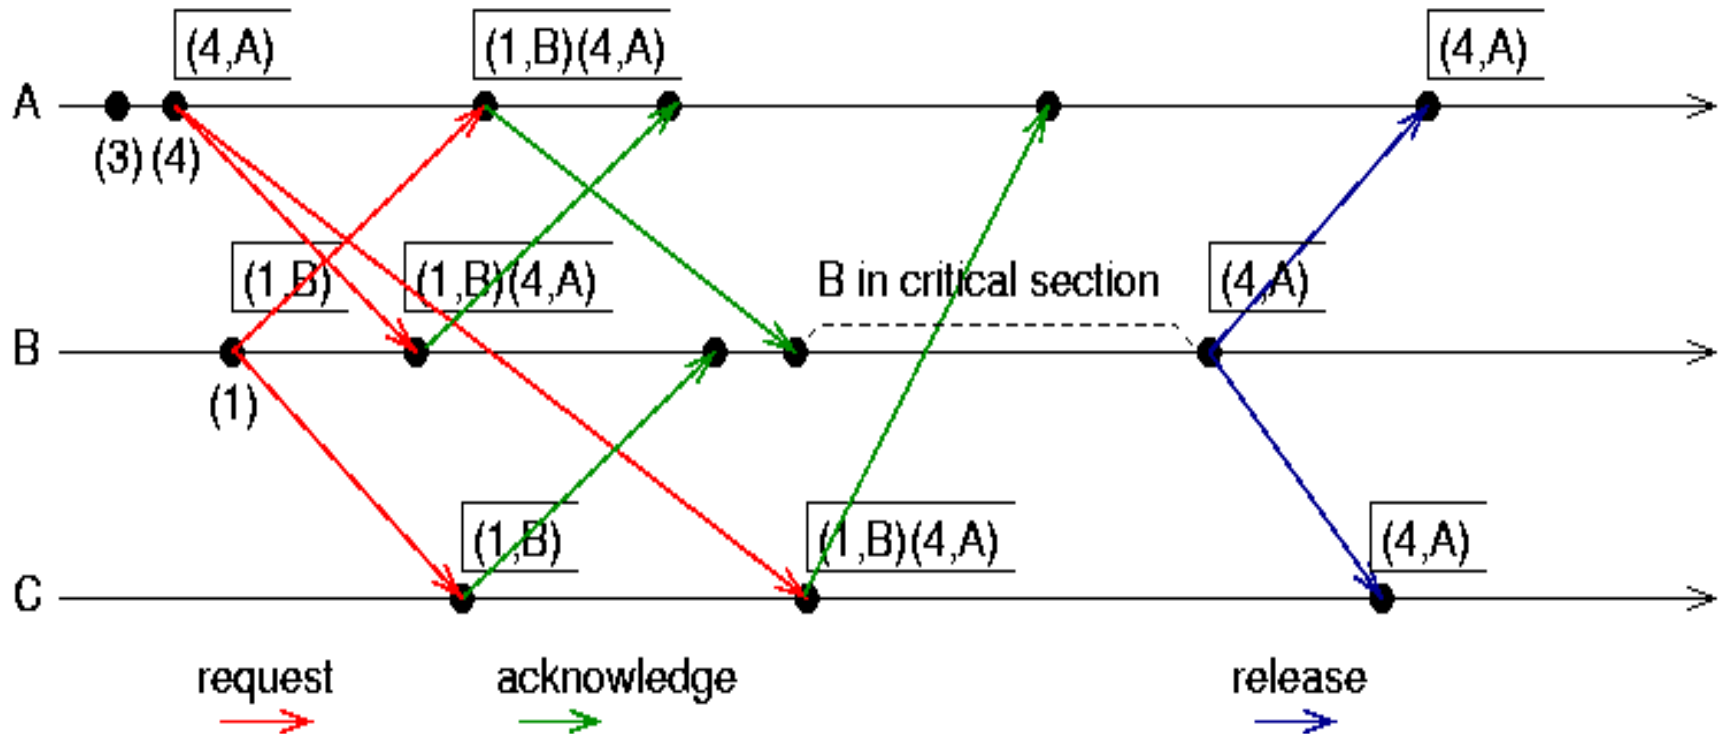 (4,A) (1,B)(4,A) (4,A)
A
(3) (4)
(1,B) (1,B)(4,A) B in critical section (4,A)
B
(1)
(1,B) (1,B)(4,A) (4,A)
C
request acknowledge release